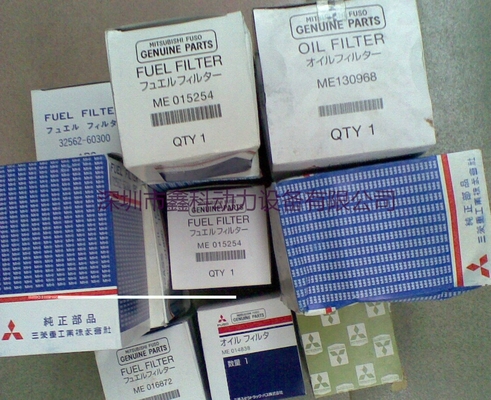 MITSUBISHI FUSO
GENUINE PARTS
FUEL FILTER
フュエルフィルター
ME 015254
QTY 1
GENUINE PARTS
OIL FILTER
オイルフィルター
ME130968
QTY 1
FUEL FILTER
フュエル フィルタ
32562-60300
深圳市鑫科动力设备有限公司
GENUINE PARTS
FUEL FILTER
フュエルフィルター
ME 015254
QTY 1
純正部品
三菱重工業株式会社
純正部品
三菱重工業株式会社
FUEL FILTER
フュエルフィルター
ME 016872
オイル フィルタ
ME 014838
数量 1